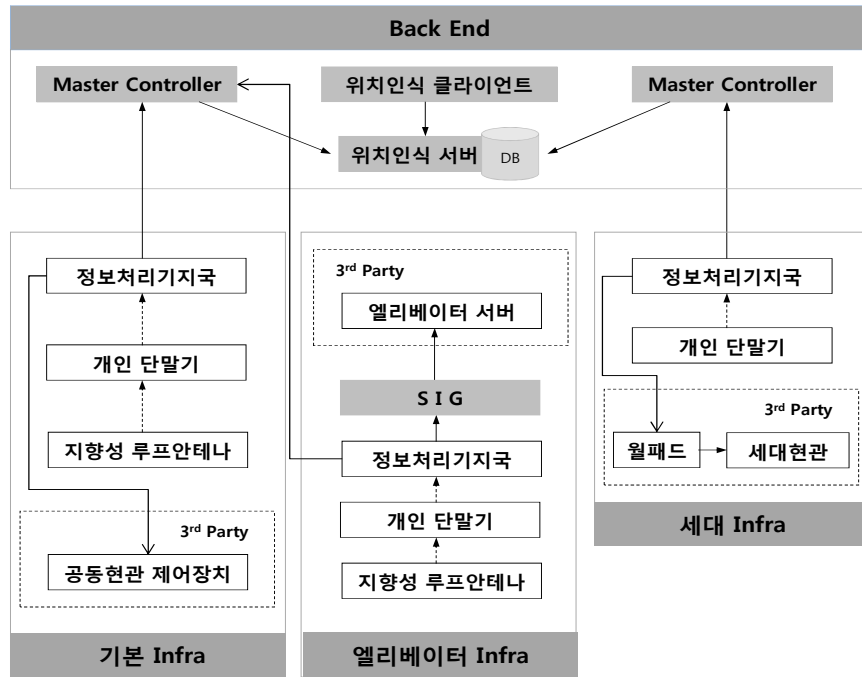 Back End
Master Controller
위치인식 클라이언트
Master Controller
위치인식 서버
DB
정보처리기지국
개인 단말기
지향성 루프안테나
3rd Party
공동현관 제어장치
기본 Infra
3rd Party
엘리베이터 서버
S I G
정보처리기지국
개인 단말기
지향성 루프안테나
엘리베이터 Infra
정보처리기지국
개인 단말기
3rd Party
월패드
세대현관
세대 Infra